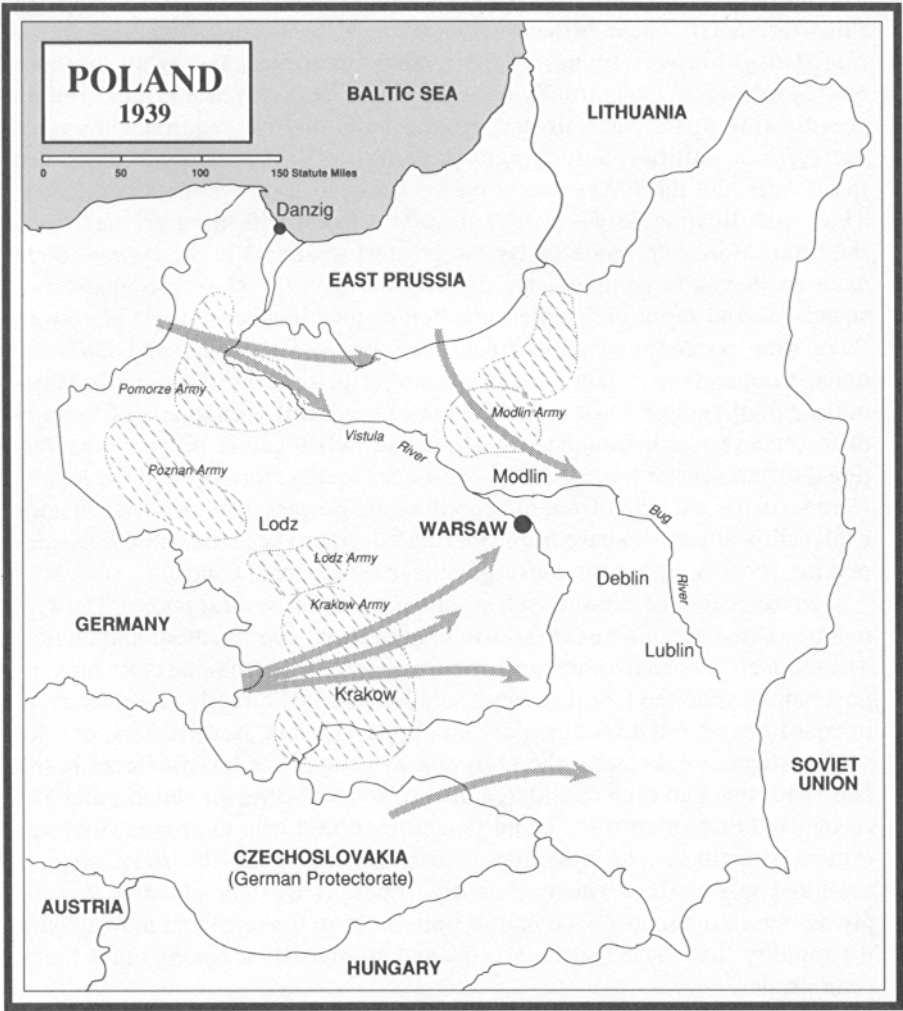 POLAND
1939
0 50 100 150 Statute Miles
BALTIC SEA
LITHUANIA
Danzig
EAST PRUSSIA
Pomorze Army
Modlin Army
Vistula
River
Poznan Army
Modlin
Lodz
WARSAW
Bug
River
Lodz Army
Deblin
Krakow Army
GERMANY
Lublin
Krakow
SOVIET
UNION
CZECHOSLOVAKIA
(German Protectorate)
AUSTRIA
HUNGARY